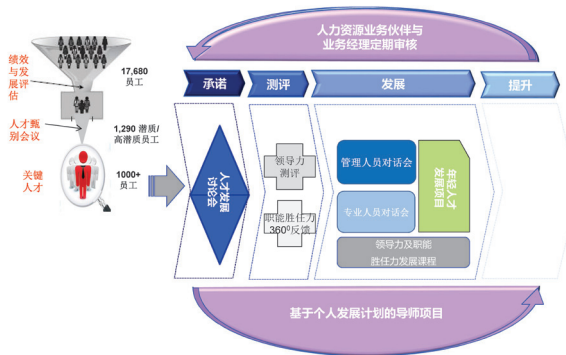 人力资源业务伙伴与
业务经理定期审核
绩效
与发
展评
估
17,680
员工
人才甄
别会议
1,290 潜质/
高潜质员工
关键
人才
1000+
员工
承诺
测评
发展
提升
人才发展
讨论会
领导力
测评
职能胜任力
360⁰反馈
管理人员对话会
专业人员对话会
年轻人才
发展项目
领导力及职能
胜任力发展课程
基于个人发展计划的导师项目